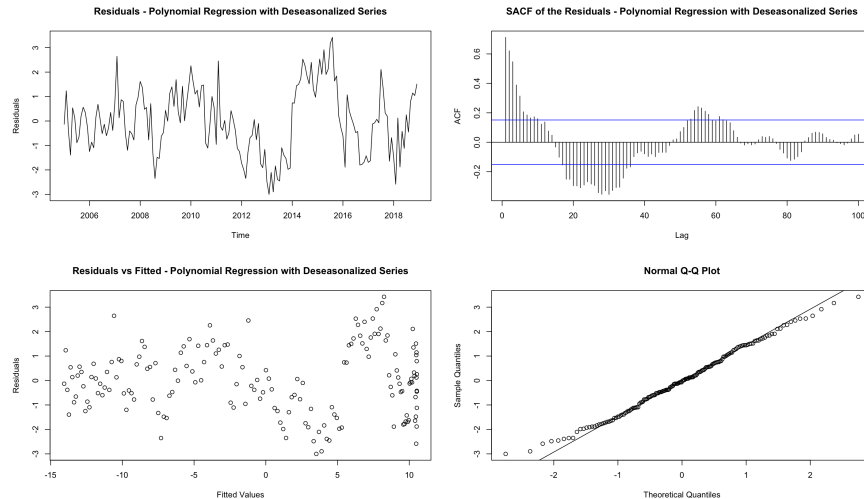 Residuals - Polynomial Regression with Deseasonalized Series
Residuals
3
2
1
0
-1
-2
-3
2006 2008 2010 2012 2014 2016 2018
Time
SACF of the Residuals - Polynomial Regression with Deseasonalized Series
ACF
0.6
0.4
0.2
0.0
-0.2
0 20 40 60 80 100
Lag
Residuals vs Fitted - Polynomial Regression with Deseasonalized Series
Residuals
3
2
1
0
-1
-2
-3
-15 -10 -5 0 5 10
Fitted Values
Normal Q-Q Plot
Sample Quantiles
3
2
1
0
-1
-2
-3
-2 -1 0 1 2
Theoretical Quantiles